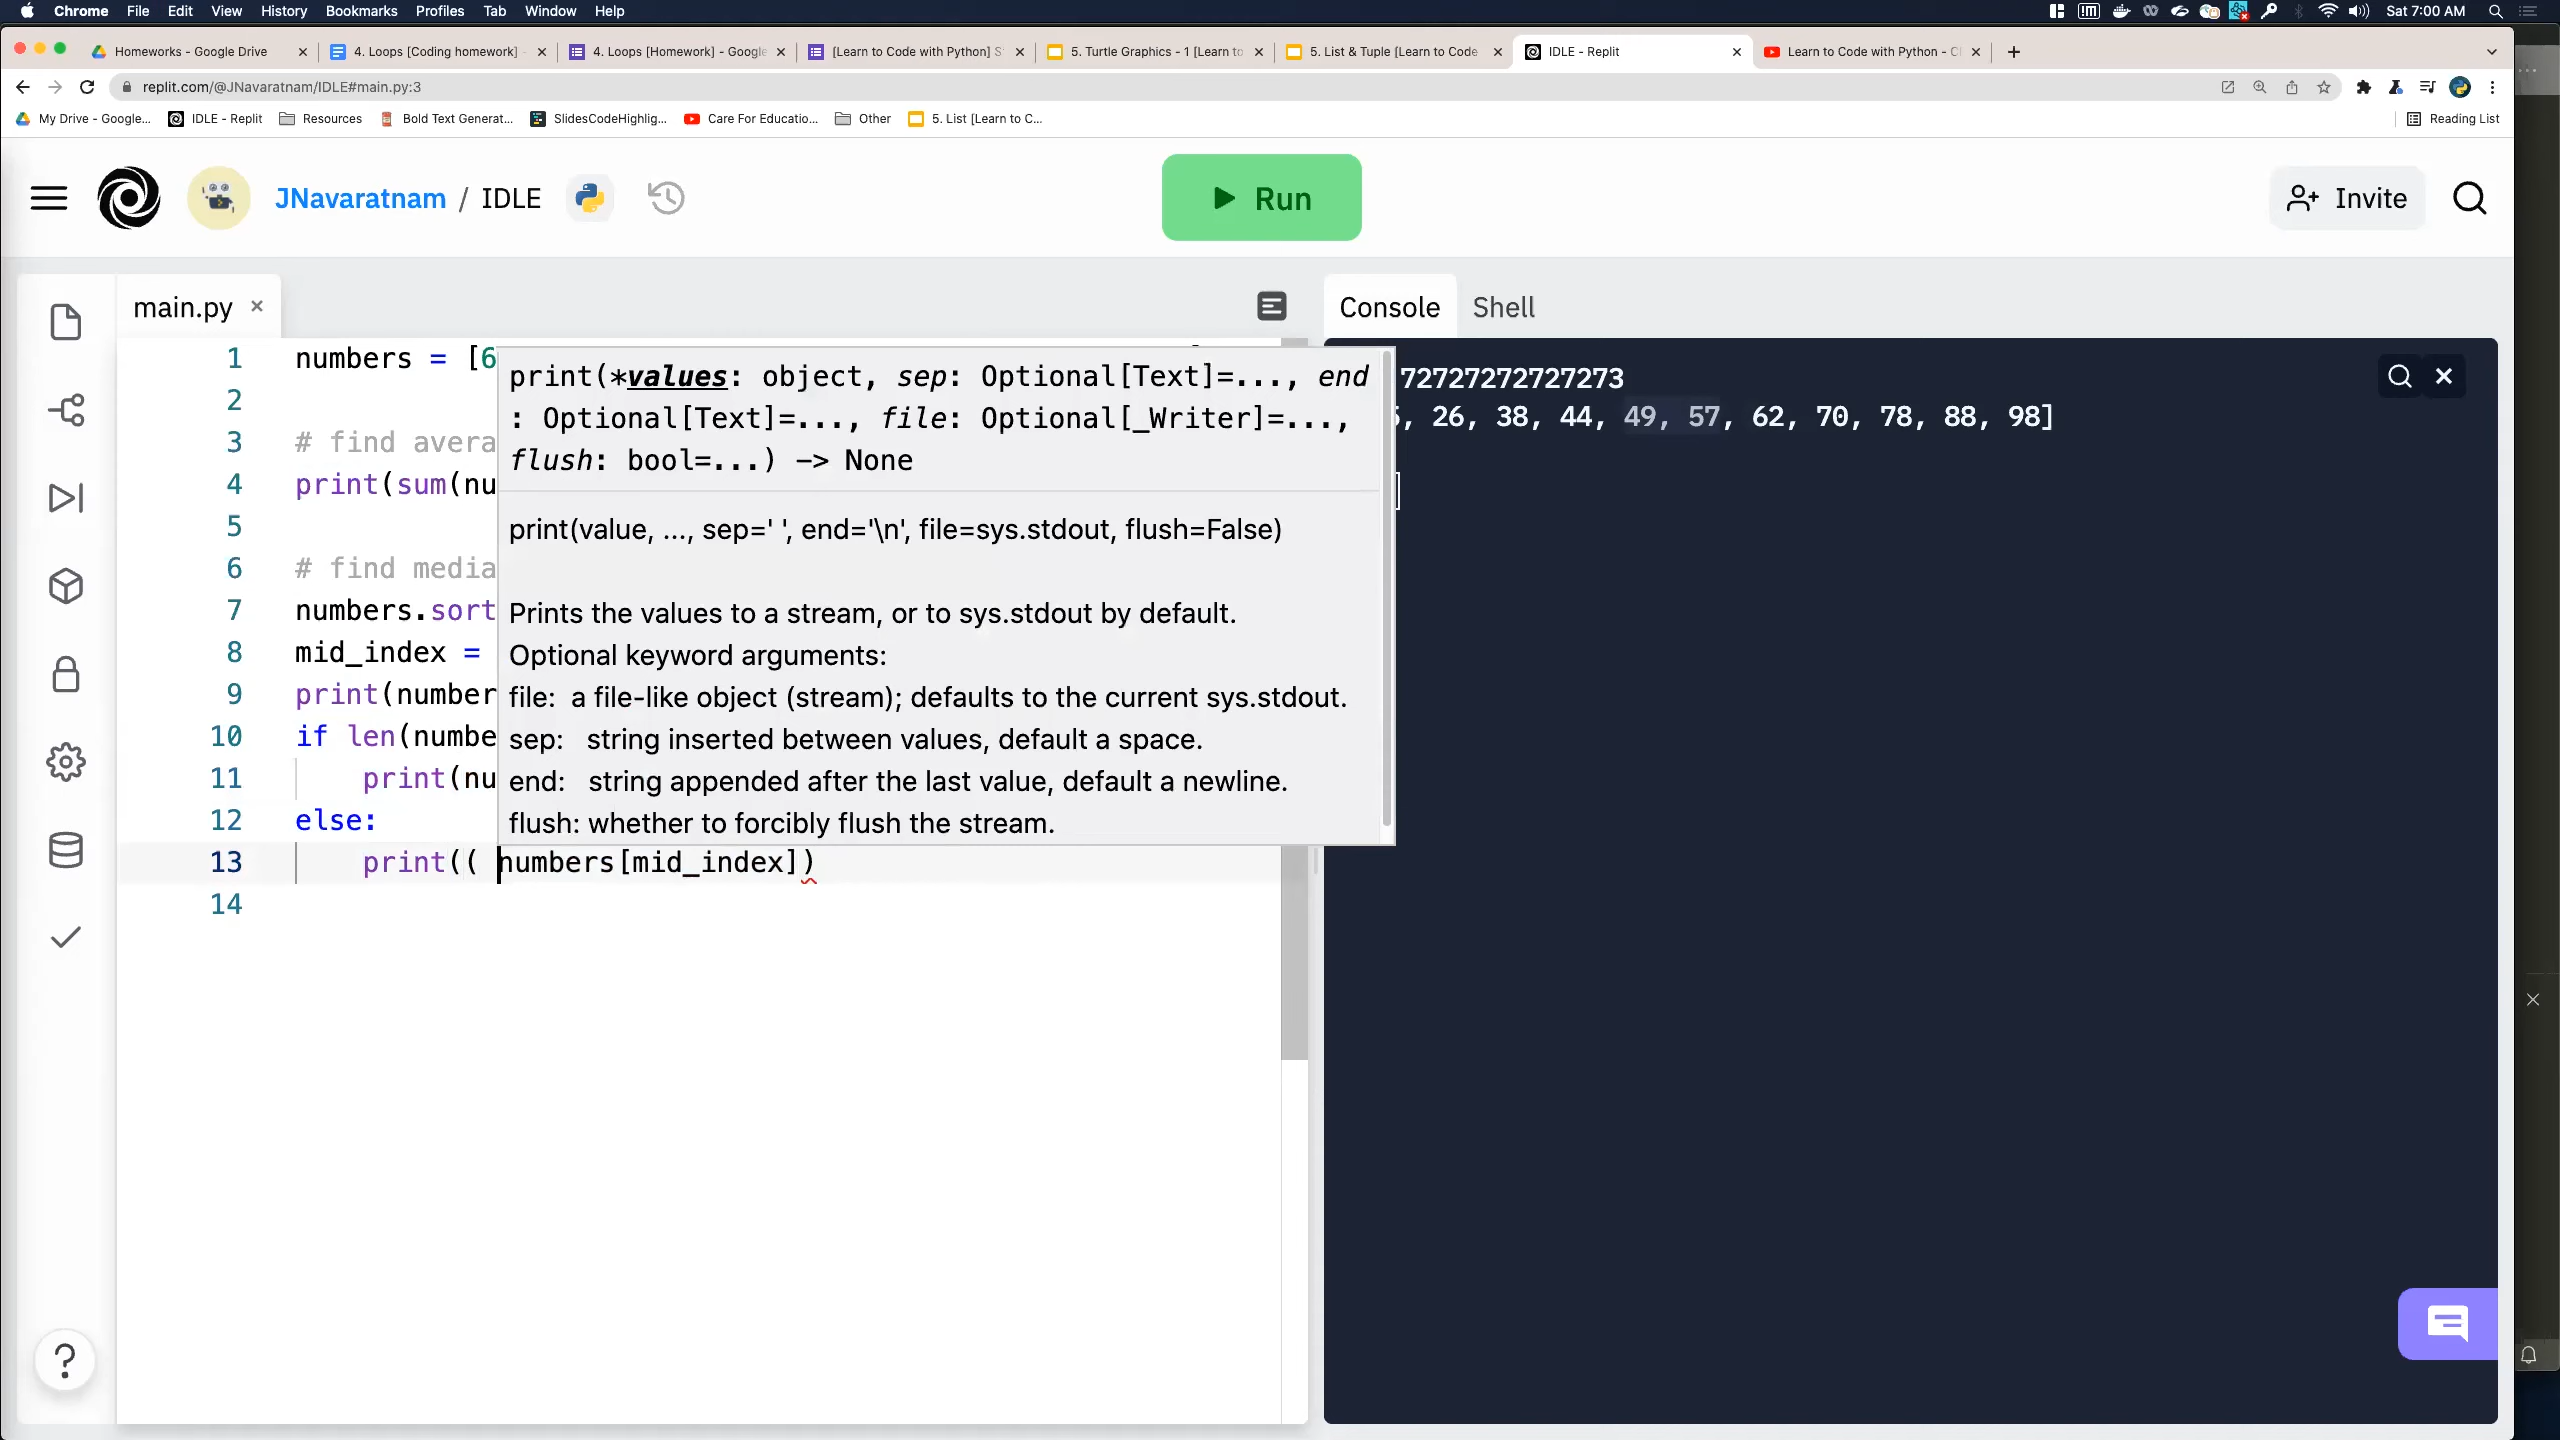 Chrome File Edit View History Bookmarks Profiles Tab Window Help Sat 7:00 AM
Homeworks - Google Drive 4. Loops [Coding homework] - 4. Loops [Homework] - Google [Learn to Code with Python] S 5. Turtle Graphics - 1 [Learn to 5. List & Tuple [Learn to Code IDLE - Replit Learn to Code with Python - Cl
replit.com/@JNavaratnam/IDLE#main.py:3
My Drive - Google... IDLE - Replit Resources Bold Text Generat... SlidesCodeHighlig... Care For Educatio... Other 5. List [Learn to C... Reading List
JNavaratnam / IDLE Run Invite
main.py Console Shell
1 numbers = [6
2
3 # find avera
4 print(sum(nu
5
6 # find media
7 numbers.sort
8 mid_index =
9 print(number
10 if len(numbe
11 print(nu
12 else:
13 print(( numbers[mid_index])
14
print(*values: object, sep: Optional[Text]=..., end
: Optional[Text]=..., file: Optional[_Writer]=...,
flush: bool=...) -> None
print(value, ..., sep=' ', end='\n', file=sys.stdout, flush=False)
Prints the values to a stream, or to sys.stdout by default.
Optional keyword arguments:
file: a file-like object (stream); defaults to the current sys.stdout.
sep: string inserted between values, default a space.
end: string appended after the last value, default a newline.
flush: whether to forcibly flush the stream.
72727272727273
, 26, 38, 44, 49, 57, 62, 70, 78, 88, 98]
?